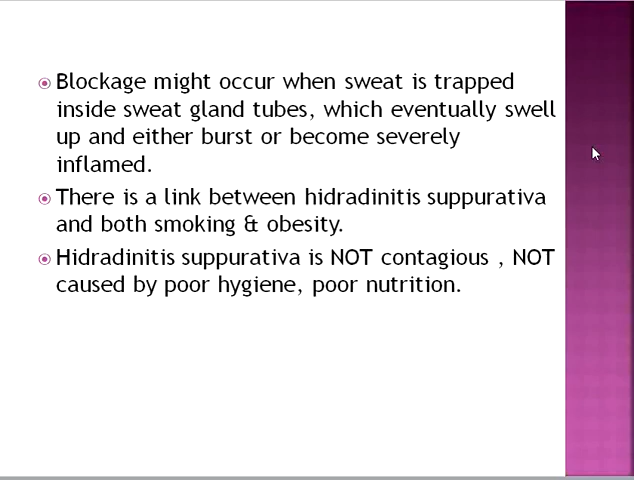 Blockage might occur when sweat is trapped
inside sweat gland tubes, which eventually swell
up and either burst or become severely
inflamed.
There is a link between hidradinitis suppurativa
and both smoking & obesity.
Hidradinitis suppurativa is NOT contagious , NOT
caused by poor hygiene, poor nutrition.